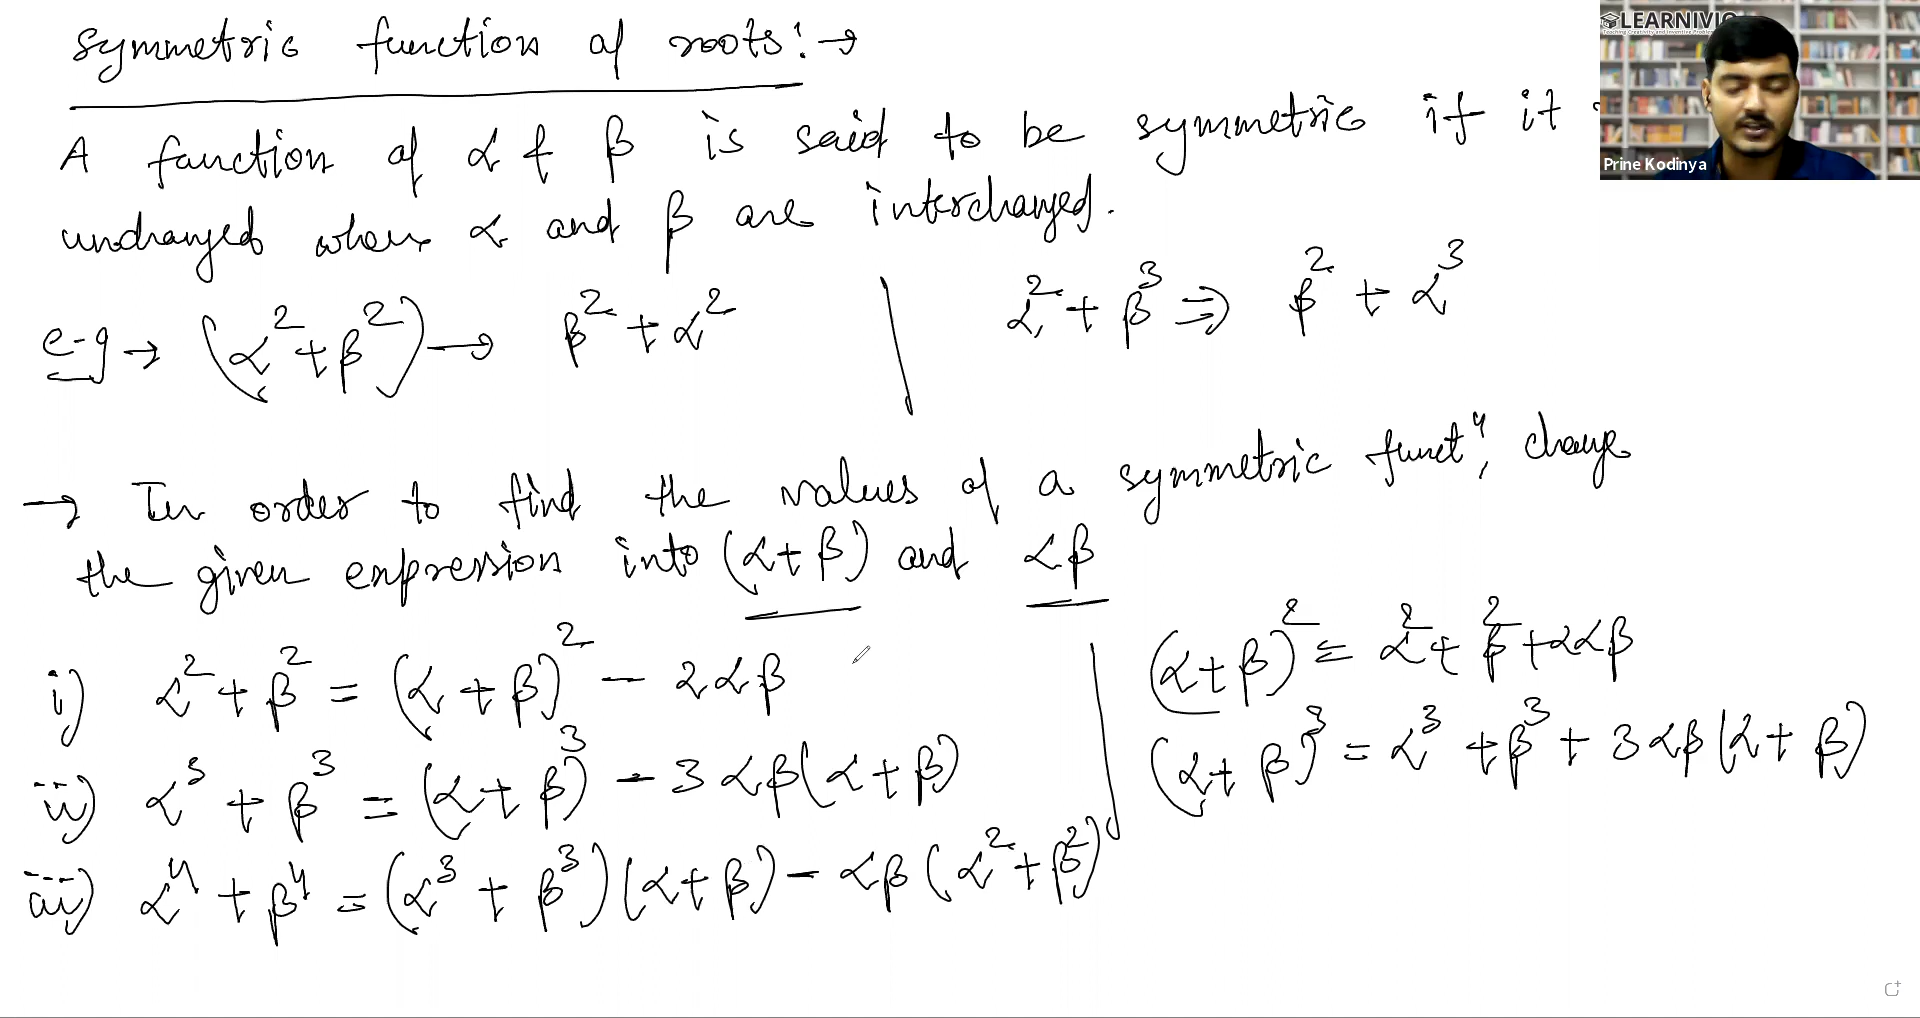 Symmetric function of roots:→
LEARNIVIO
A function of α & β is said to be symmetric if it
Prine Kodinya
unchanged when α and β are interchanged.
e-g→ (α²+β²)→ β²+α² | α²+β³ ⇒ β²+α³
→ In order to find the values of a symmetric functⁿ, change
the given expression into (α+β) and αβ
i) α²+β² = (α+β)² - 2αβ
(α+β)² = α²+β²+2αβ
ii) α³+β³ = (α+β)³ - 3αβ(α+β)
(α+β)³ = α³+β³+3αβ(α+β)
iii) α⁴+β⁴ = (α³+β³)(α+β) - αβ(α²+β²)